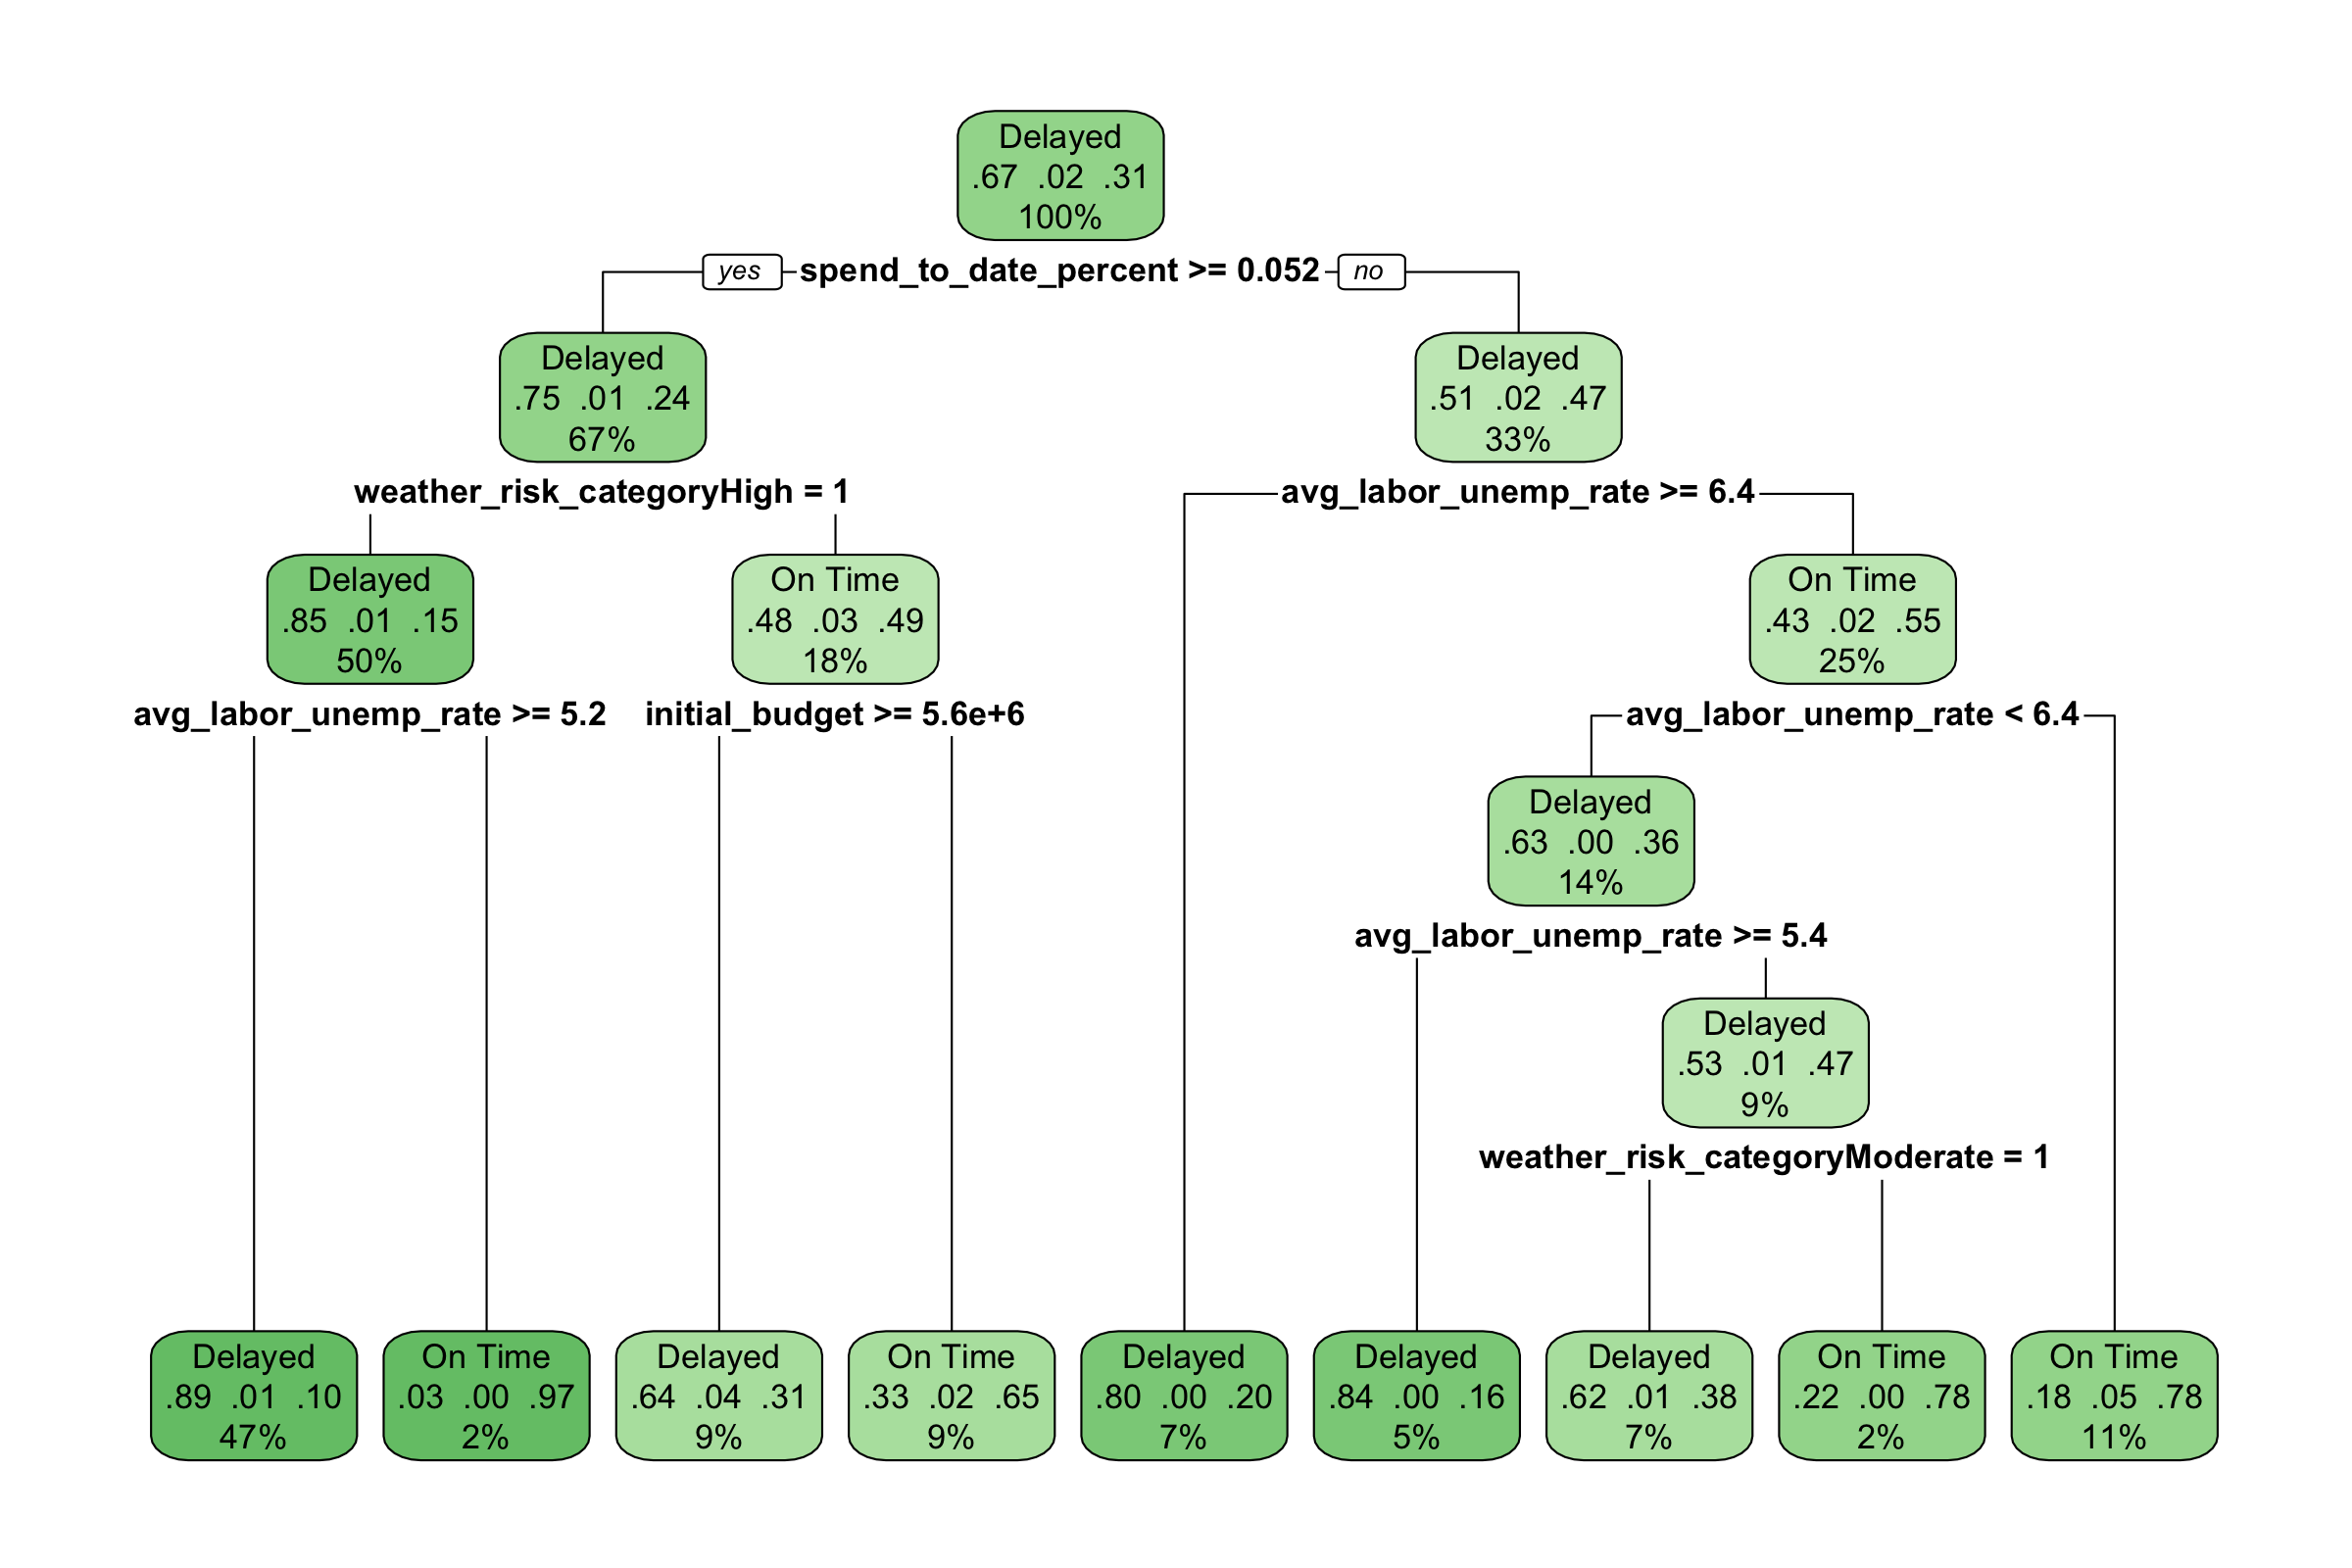 Delayed
.67 .02 .31
100%
yes spend_to_date_percent >= 0.052 no
Delayed
.75 .01 .24
67%
Delayed
.51 .02 .47
33%
weather_risk_categoryHigh = 1
avg_labor_unemp_rate >= 6.4
Delayed
.85 .01 .15
50%
On Time
.48 .03 .49
18%
On Time
.43 .02 .55
25%
avg_labor_unemp_rate >= 5.2
initial_budget >= 5.6e+6
avg_labor_unemp_rate < 6.4
Delayed
.63 .00 .36
14%
avg_labor_unemp_rate >= 5.4
Delayed
.53 .01 .47
9%
weather_risk_categoryModerate = 1
Delayed
.89 .01 .10
47%
On Time
.03 .00 .97
2%
Delayed
.64 .04 .31
9%
On Time
.33 .02 .65
9%
Delayed
.80 .00 .20
7%
Delayed
.84 .00 .16
5%
Delayed
.62 .01 .38
7%
On Time
.22 .00 .78
2%
On Time
.18 .05 .78
11%